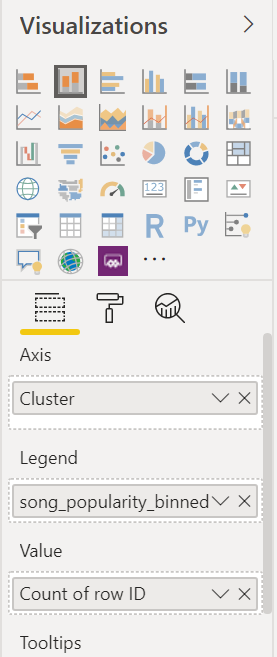 Visualizations
123
R
Py
Axis
Cluster
Legend
song_popularity_binned
Value
Count of row ID
Tooltips